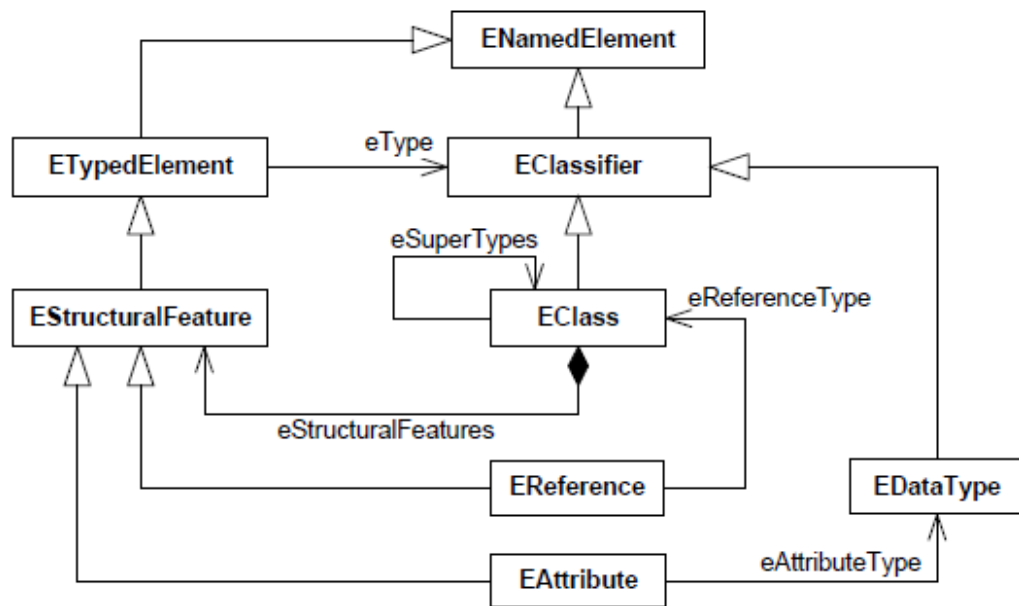 ENamedElement
eType
ETypedElement
EClassifier
eSuperTypes
EStructuralFeature
EClass
eReferenceType
eStructuralFeatures
EReference
EDataType
EAttribute
eAttributeType